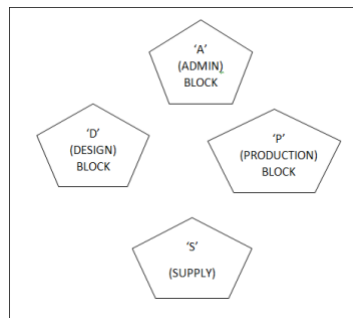 'A'
(ADMIN)
BLOCK
'D'
(DESIGN)
BLOCK
'P'
(PRODUCTION)
BLOCK
'S'
(SUPPLY)